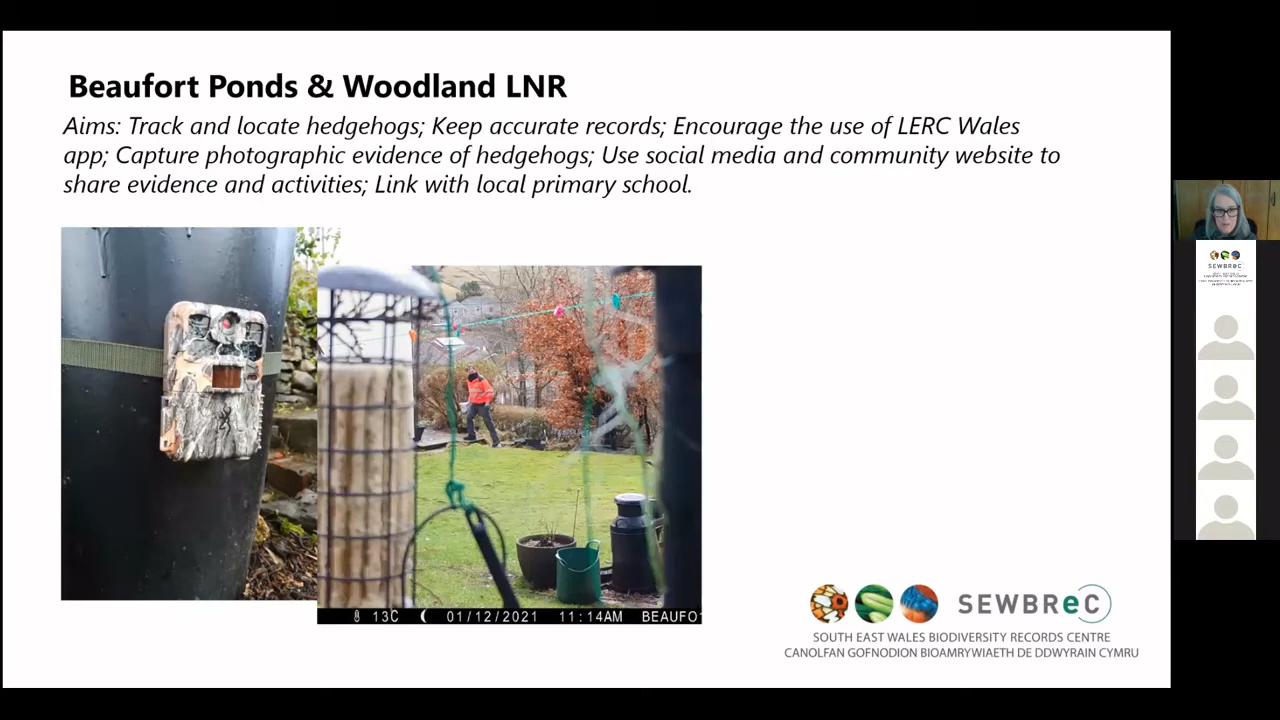 Beaufort Ponds & Woodland LNR
Aims: Track and locate hedgehogs; Keep accurate records; Encourage the use of LERC Wales
app; Capture photographic evidence of hedgehogs; Use social media and community website to
share evidence and activities; Link with local primary school.
13C 01/12/2021 11:14AM BEAUFO
SEWBReC
SOUTH EAST WALES BIODIVERSITY RECORDS CENTRE
CANOLFAN GOFNODION BIOAMRYWIAETH DE DDWYRAIN CYMRU
SEWBReC